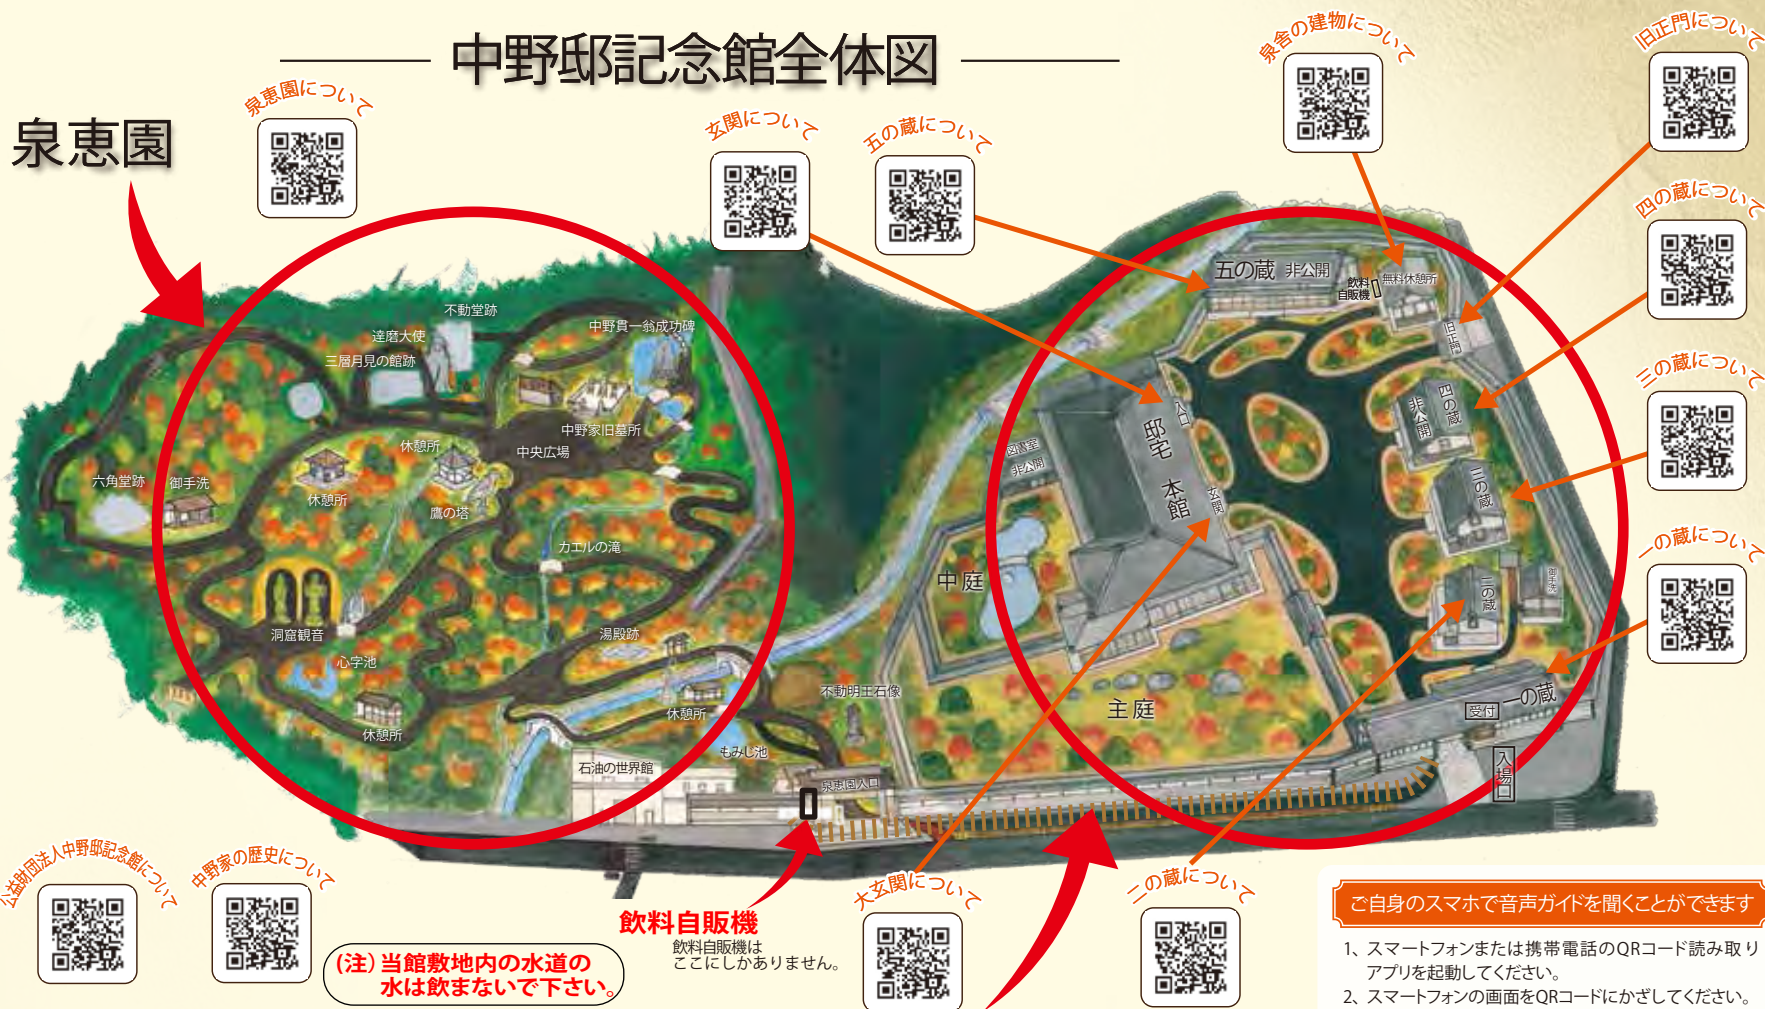 中野邸記念館全体図
泉恵園
泉恵園について
玄関について
五の蔵について
泉舎の建物について
旧正門について
四の蔵について
三の蔵について
一の蔵について
不動堂跡
達磨大使
三層月見の館跡
中野貫一翁成功碑
中野家旧墓所
中央広場
休憩所
休憩所
鷹の塔
六角堂跡
御手洗
カエルの滝
洞窟観音
心字池
湯殿跡
休憩所
休憩所
もみじ池
不動明王石像
石油の世界館
泉恵園入口
五の蔵 非公開
飲料
自販機
無料休憩所
旧正門
四の蔵
非公開
三の蔵
二の蔵
御手洗
一の蔵
受付
入場口
入口
邸宅 本館
玄関
図書室
非公開
中庭
主庭
公益財団法人中野邸記念館について
中野家の歴史について
(注)当館敷地内の水道の
水は飲まないで下さい。
飲料自販機
飲料自販機は
ここにしかありません。
大玄関について
二の蔵について
ご自身のスマホで音声ガイドを聞くことができます
1、スマートフォンまたは携帯電話のQRコード読み取り
アプリを起動してください。
2、スマートフォンの画面をQRコードにかざしてください。